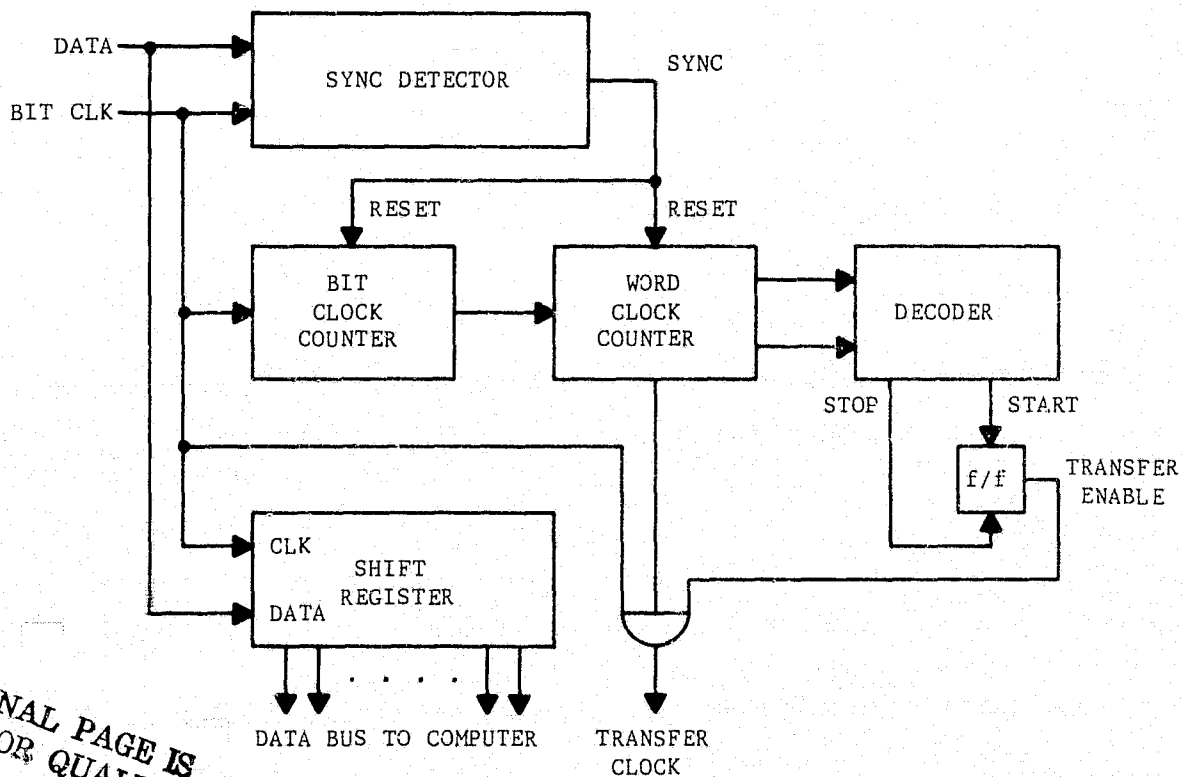 DATA
BIT CLK
SYNC DETECTOR
SYNC
RESET
RESET
BIT
CLOCK
COUNTER
WORD
CLOCK
COUNTER
DECODER
STOP
START
f/f
TRANSFER
ENABLE
CLK
SHIFT
REGISTER
DATA
. . . .
DATA BUS TO COMPUTER
TRANSFER
CLOCK
NAL PAGE IS
OR QUAL